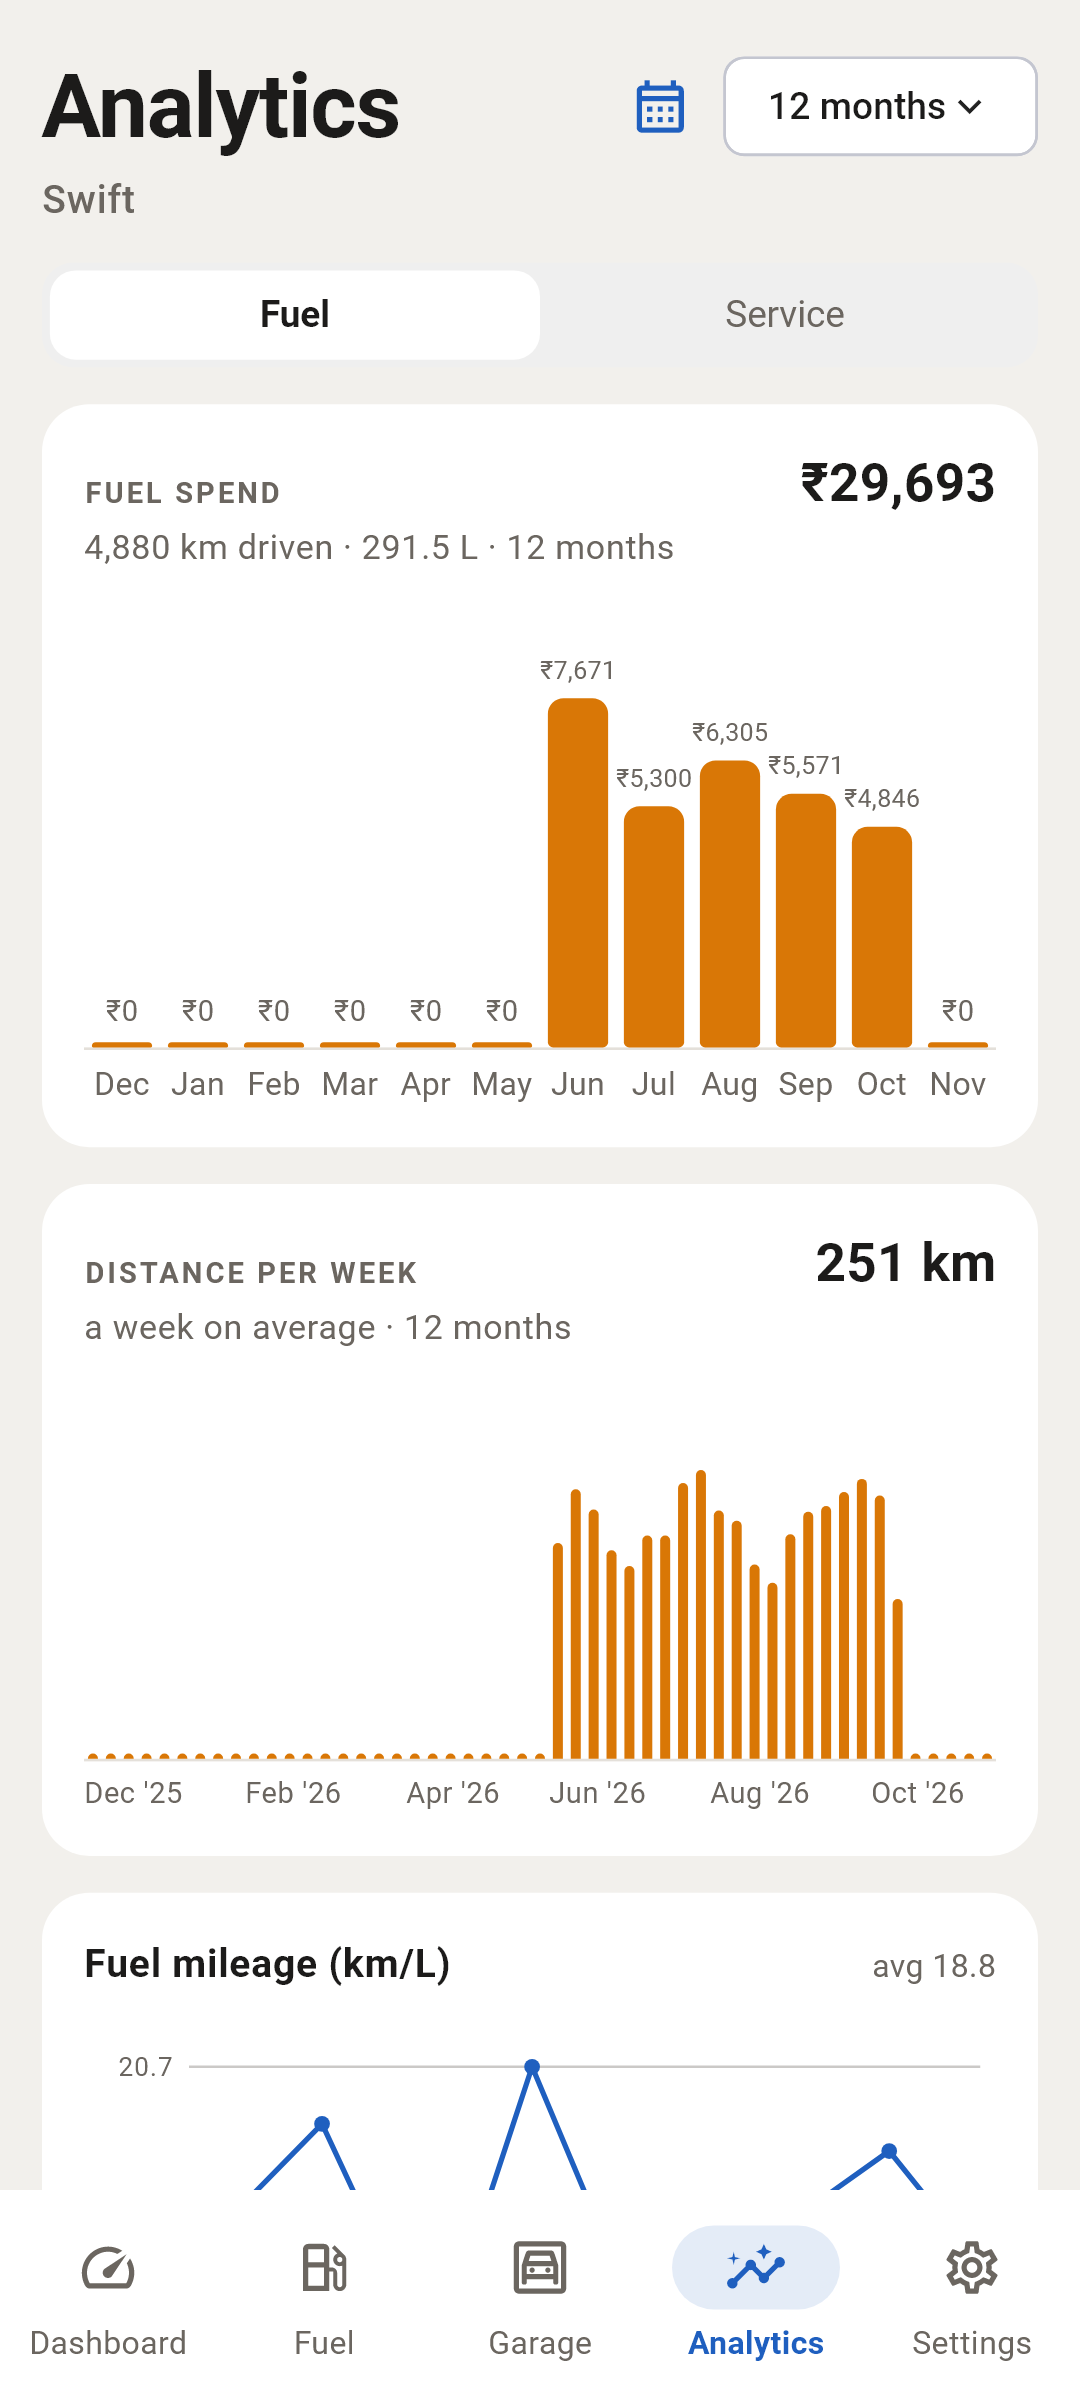 Analytics
12 months
Swift
Fuel
Service
FUEL SPEND
₹29,693
4,880 km driven · 291.5 L · 12 months
₹7,671
₹6,305
₹5,571
₹5,300
₹4,846
₹0 ₹0 ₹0 ₹0 ₹0 ₹0 ₹0
Dec Jan Feb Mar Apr May Jun Jul Aug Sep Oct Nov
DISTANCE PER WEEK
251 km
a week on average · 12 months
Dec '25 Feb '26 Apr '26 Jun '26 Aug '26 Oct '26
Fuel mileage (km/L)
avg 18.8
20.7
Dashboard Fuel Garage Analytics Settings